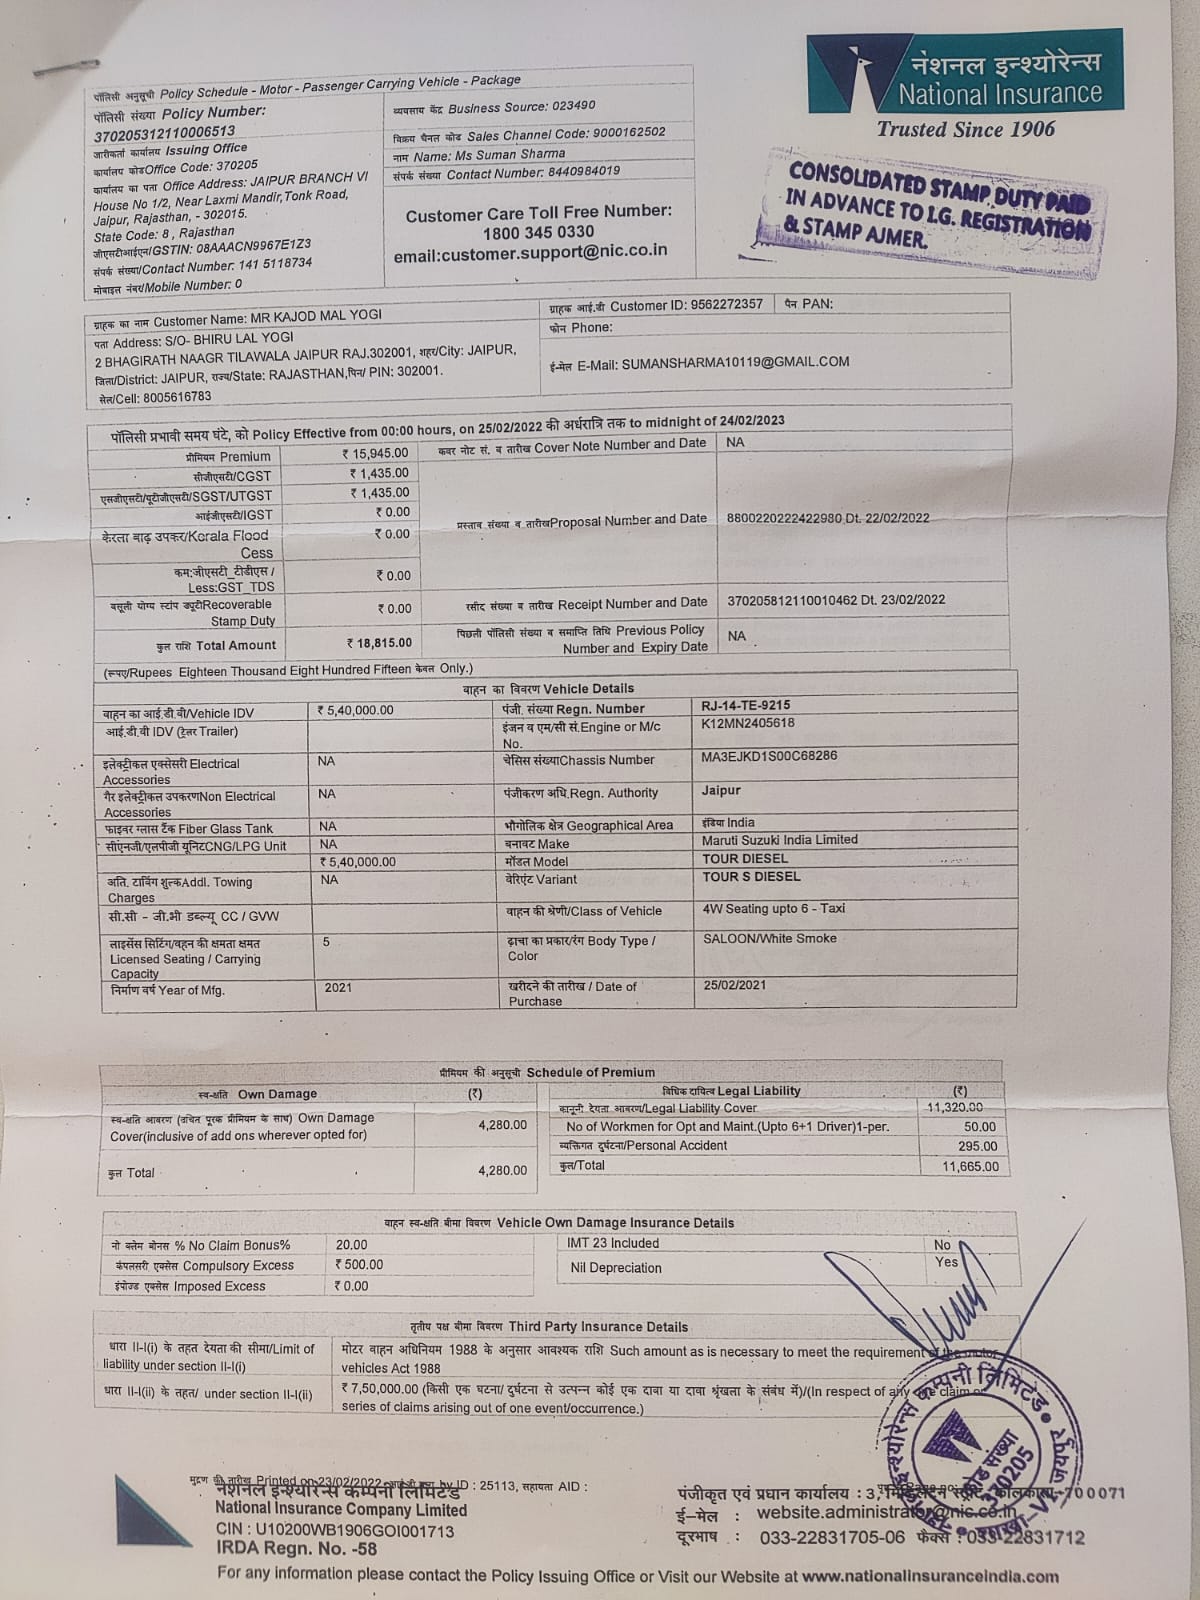 नेशनल इन्श्योरेन्स
National Insurance
Trusted Since 1906
CONSOLIDATED STAMP DUTY PAID
IN ADVANCE TO I.G. REGISTRATION
& STAMP AJMER.
पॉलिसी अनुसूची Policy Schedule - Motor - Passenger Carrying Vehicle - Package
पॉलिसी संख्या Policy Number:
370205312110006513
जारीकर्ता कार्यालय Issuing Office
कार्यालय कोडOffice Code: 370205
कार्यालय का पता Office Address: JAIPUR BRANCH VI
House No 1/2, Near Laxmi Mandir,Tonk Road,
Jaipur, Rajasthan, - 302015.
State Code: 8 , Rajasthan
जीएसटीआईएन/GSTIN: 08AAACN9967E1Z3
संपर्क संख्या/Contact Number: 141 5118734
मोबाइल नंबर/Mobile Number: 0
व्यवसाय केंद्र Business Source: 023490
विक्रय चैनल कोड Sales Channel Code: 9000162502
नाम Name: Ms Suman Sharma
संपर्क संख्या Contact Number: 8440984019
Customer Care Toll Free Number:
1800 345 0330
email:customer.support@nic.co.in
ग्राहक का नाम Customer Name: MR KAJOD MAL YOGI
पता Address: S/O- BHIRU LAL YOGI
2 BHAGIRATH NAAGR TILAWALA JAIPUR RAJ.302001, शहर/City: JAIPUR,
जिला/District: JAIPUR, राज्य/State: RAJASTHAN,पिन/ PIN: 302001.
सेल/Cell: 8005616783
ग्राहक आई.डी Customer ID: 9562272357 पैन PAN:
फोन Phone:
ई-मेल E-Mail: SUMANSHARMA10119@GMAIL.COM
पॉलिसी प्रभावी समय घंटे, को Policy Effective from 00:00 hours, on 25/02/2022 की अर्धरात्रि तक to midnight of 24/02/2023
प्रीमियम Premium ₹ 15,945.00 कवर नोट सं. व तारीख Cover Note Number and Date NA
सीजीएसटी/CGST ₹ 1,435.00
एसजीएसटी/यूटीजीएसटी/SGST/UTGST ₹ 1,435.00
आईजीएसटी/IGST ₹ 0.00 प्रस्ताव संख्या व तारीखProposal Number and Date 8800220222422980 Dt. 22/02/2022
केरला बाढ़ उपकर/Kerala Flood Cess ₹ 0.00
कम:जीएसटी_टीडीएस / Less:GST_TDS ₹ 0.00
वसूली योग्य स्टांप ड्यूटीRecoverable Stamp Duty ₹ 0.00 रसीद संख्या व तारीख Receipt Number and Date 370205812110010462 Dt. 23/02/2022
कुल राशि Total Amount ₹ 18,815.00 पिछली पॉलिसी संख्या व समाप्ति तिथि Previous Policy Number and Expiry Date NA
(रूपए/Rupees Eighteen Thousand Eight Hundred Fifteen केवल Only.)
वाहन का विवरण Vehicle Details
वाहन का आई.डी.वी/Vehicle IDV ₹ 5,40,000.00 पंजी. संख्या Regn. Number RJ-14-TE-9215
आई.डी.वी IDV (ट्रेलर Trailer) इंजन व एम/सी सं.Engine or M/c No. K12MN2405618
इलेक्ट्रीकल एक्सेसरी Electrical Accessories NA चेसिस संख्याChassis Number MA3EJKD1S00C68286
गैर इलेक्ट्रीकल उपकरणNon Electrical Accessories NA पंजीकरण अधि.Regn. Authority Jaipur
फाइबर ग्लास टैंक Fiber Glass Tank NA भौगोलिक क्षेत्र Geographical Area इंडिया India
सीएनजी/एलपीजी यूनिटCNG/LPG Unit NA बनावट Make Maruti Suzuki India Limited
₹ 5,40,000.00 मॉडल Model TOUR DIESEL
अति. टाविंग शुल्कAddl. Towing Charges NA वेरिएंट Variant TOUR S DIESEL
सी.सी - जी.भी डब्ल्यू CC / GVW वाहन की श्रेणी/Class of Vehicle 4W Seating upto 6 - Taxi
लाइसेंस सिटिंग/वहन की क्षमता क्षमत Licensed Seating / Carrying Capacity 5 ढ़ाचा का प्रकार/रंग Body Type / Color SALOON/White Smoke
निर्माण वर्ष Year of Mfg. 2021 खरीदने की तारीख / Date of Purchase 25/02/2021
प्रीमियम की अनुसूची Schedule of Premium
स्व-क्षति Own Damage (₹) विधिक दायित्व Legal Liability (₹)
स्व-क्षति आवरण (उचित पूरक प्रीमियम के साथ) Own Damage Cover(inclusive of add ons wherever opted for) 4,280.00
कानूनी देयता आवरण/Legal Liability Cover 11,320.00
No of Workmen for Opt and Maint.(Upto 6+1 Driver)1-per. 50.00
व्यक्तिगत दुर्घटना/Personal Accident 295.00
कुल Total 4,280.00 कुल/Total 11,665.00
वाहन स्व-क्षति बीमा विवरण Vehicle Own Damage Insurance Details
नो क्लेम बोनस % No Claim Bonus% 20.00 IMT 23 Included No
कंपलसरी एक्सेस Compulsory Excess ₹ 500.00 Nil Depreciation Yes
इंपोज्ड एक्सेस Imposed Excess ₹ 0.00
तृतीय पक्ष बीमा विवरण Third Party Insurance Details
धारा II-I(i) के तहत देयता की सीमा/Limit of liability under section II-I(i) मोटर वाहन अधिनियम 1988 के अनुसार आवश्यक राशि Such amount as is necessary to meet the requirement of the motor vehicles Act 1988
धारा II-I(ii) के तहत/ under section II-I(ii) ₹ 7,50,000.00 (किसी एक घटना/ दुर्घटना से उत्पन्न कोई एक दावा या दावा श्रृंखला के संबंध में)/(In respect of any one claim or series of claims arising out of one event/occurrence.)
मुद्रण की तारीख Printed on 23/02/2022 by ID : 25113, सहायता AID :
नेशनल इन्श्योरेन्स कम्पनी लिमिटेड
National Insurance Company Limited
CIN : U10200WB1906GOI001713
IRDA Regn. No. -58
पंजीकृत एवं प्रधान कार्यालय : 3, मिडिलटन स्ट्रीट, कोलकाता-700071
ई-मेल : website.administrator@nic.co.in
दूरभाष : 033-22831705-06 फैक्स : 033-22831712
For any information please contact the Policy Issuing Office or Visit our Website at www.nationalinsuranceindia.com